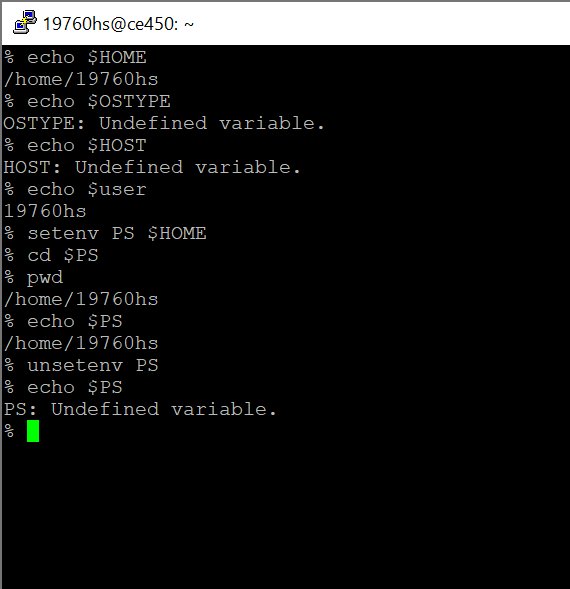 19760hs@ce450: ~
% echo $HOME
/home/19760hs
% echo $OSTYPE
OSTYPE: Undefined variable.
% echo $HOST
HOST: Undefined variable.
% echo $user
19760hs
% setenv PS $HOME
% cd $PS
% pwd
/home/19760hs
% echo $PS
/home/19760hs
% unsetenv PS
% echo $PS
PS: Undefined variable.
%